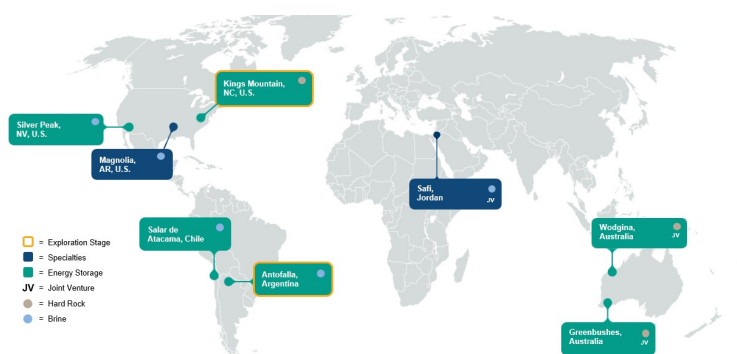 Kings Mountain,
NC, U.S.
Silver Peak,
NV, U.S.
Magnolia,
AR, U.S.
Safi,
Jordan
JV
Salar de
Atacama, Chile
Wodgina,
Australia
JV
Antofalla,
Argentina
Greenbushes,
Australia
JV
= Exploration Stage
= Specialties
= Energy Storage
JV = Joint Venture
= Hard Rock
= Brine